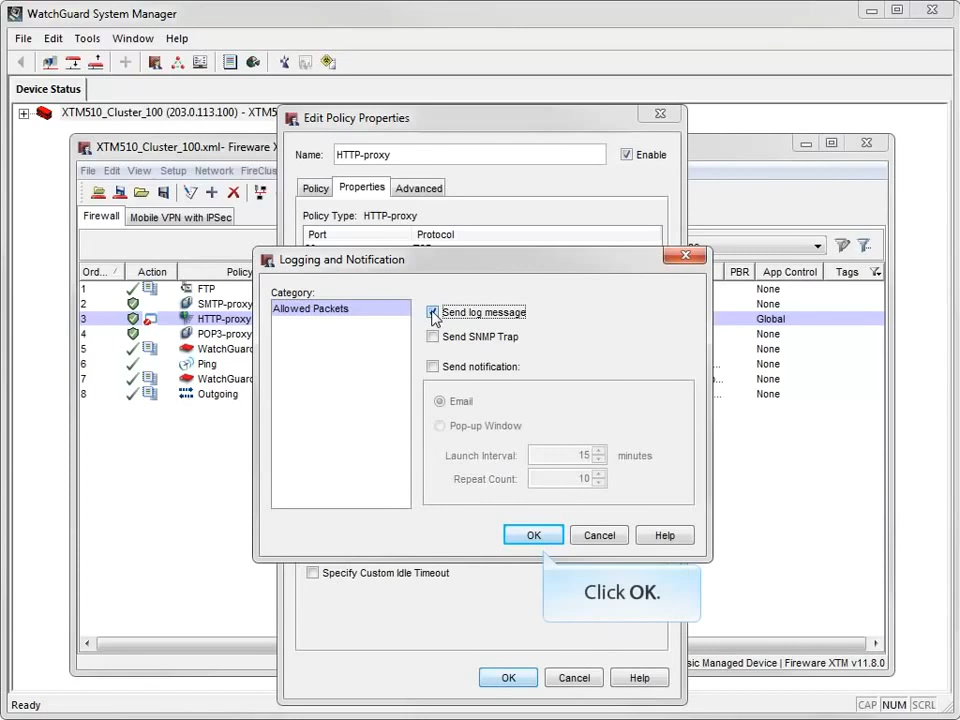 WatchGuard System Manager
File Edit Tools Window Help
Device Status
XTM510_Cluster_100 (203.0.113.100) - XTM5
Edit Policy Properties
XTM510_Cluster_100.xml- Fireware
File Edit View Setup Network FireClus
Name: HTTP-proxy Enable
Policy Properties Advanced
Firewall Mobile VPN with IPSec
Policy Type: HTTP-proxy
Port Protocol
Logging and Notification
Ord... / Action Policy PBR App Control Tags
Category:
Allowed Packets
Send log message
Send SNMP Trap
Send notification:
Email
Pop-up Window
Launch Interval: 15 minutes
Repeat Count: 10
OK Cancel Help
1 FTP None
2 SMTP-proxy None
3 HTTP-proxy Global
4 POP3-proxy None
5 WatchGuard None
6 Ping None
7 WatchGuard ... None
8 Outgoing None
Specify Custom Idle Timeout
Click OK.
sic Managed Device | Fireware XTM v11.8.0
OK Cancel Help
Ready CAP NUM SCRL